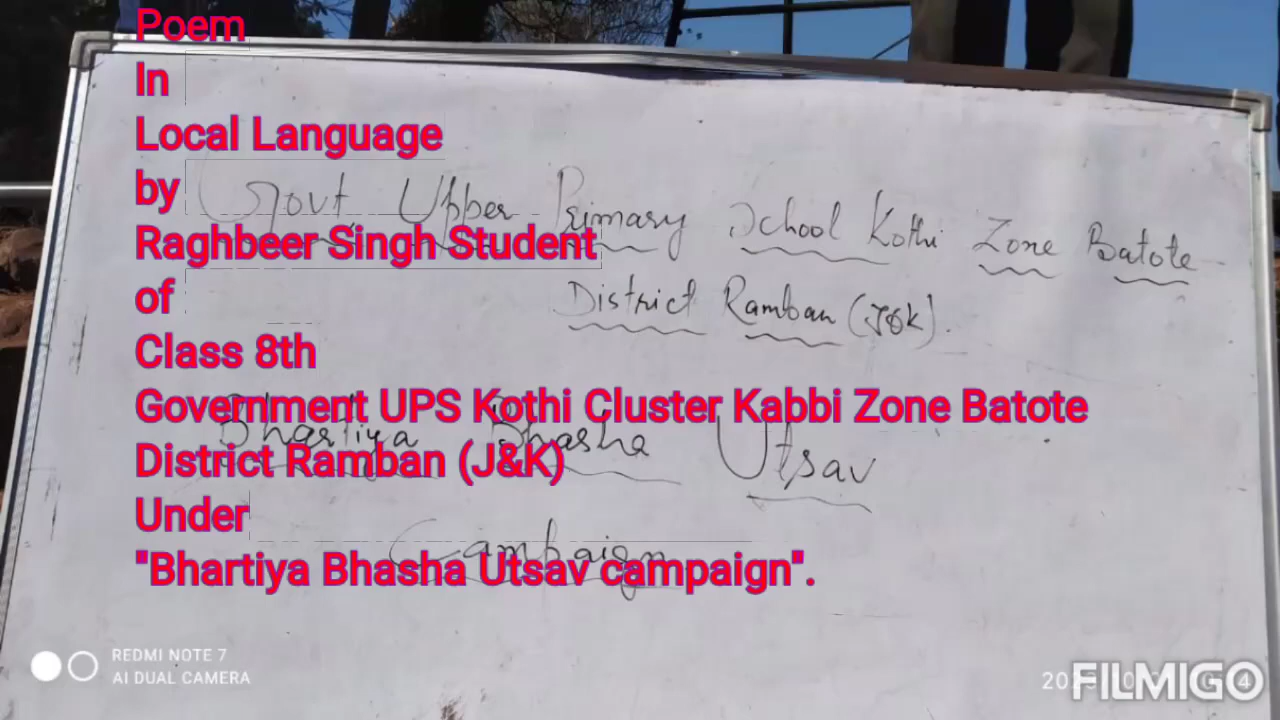 Poem
In
Local Language
by
Govt Upper Primary School Kothi Zone Batote
Raghbeer Singh Student
of
District Ramban (J&K).
Class 8th
Government UPS Kothi Cluster Kabbi Zone Batote
Bhartiya Bhasha Utsav
District Ramban (J&K)
Under
Campaign
"Bhartiya Bhasha Utsav campaign".
REDMI NOTE 7
AI DUAL CAMERA
FILMIGO